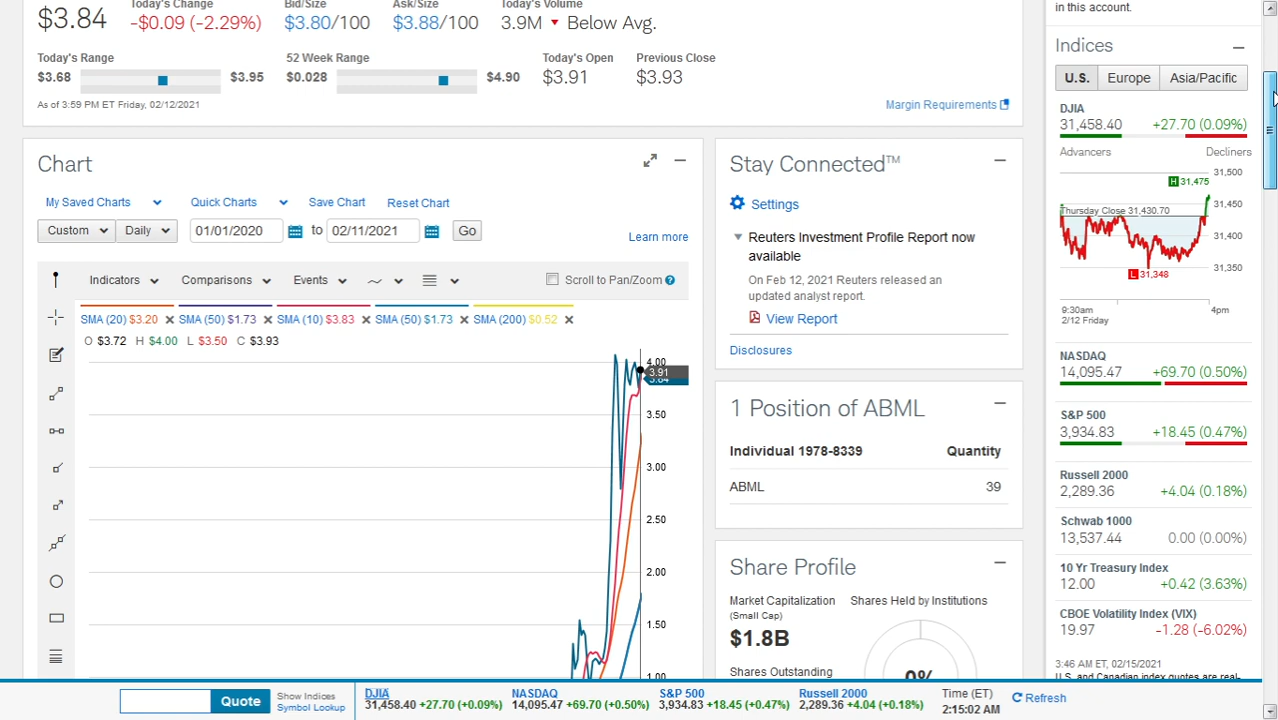 in this account.
$3.84
Today's Change
-$0.09 (-2.29%)
Bid/Size
$3.80/100
Ask/Size
$3.88/100
Today's Volume
3.9M Below Avg.
Today's Range
$3.68 $3.95
52 Week Range
$0.028 $4.90
Today's Open
$3.91
Previous Close
$3.93
As of 3:59 PM ET Friday, 02/12/2021
Margin Requirements
Chart
My Saved Charts
Quick Charts
Save Chart
Reset Chart
Custom
Daily
01/01/2020
to
02/11/2021
Go
Learn more
Indicators
Comparisons
Events
Scroll to Pan/Zoom
SMA (20) $3.20
SMA (50) $1.73
SMA (10) $3.83
SMA (50) $1.73
SMA (200) $0.52
O $3.72 H $4.00 L $3.50 C $3.93
4.00
3.91
3.84
3.50
3.00
2.50
2.00
1.50
1.00
Stay Connected™
Settings
Reuters Investment Profile Report now
available
On Feb 12, 2021 Reuters released an
updated analyst report.
View Report
Disclosures
1 Position of ABML
Individual 1978-8339 Quantity
ABML 39
Share Profile
Market Capitalization
(Small Cap)
$1.8B
Shares Held by Institutions
0%
Shares Outstanding
Indices
U.S. Europe Asia/Pacific
DJIA
31,458.40 +27.70 (0.09%)
Advancers Decliners
31,500
H 31,475
31,450
Thursday Close 31,430.70
31,400
L 31,348
31,350
9:30am 4pm
2/12 Friday
NASDAQ
14,095.47 +69.70 (0.50%)
S&P 500
3,934.83 +18.45 (0.47%)
Russell 2000
2,289.36 +4.04 (0.18%)
Schwab 1000
13,537.44 0.00 (0.00%)
10 Yr Treasury Index
12.00 +0.42 (3.63%)
CBOE Volatility Index (VIX)
19.97 -1.28 (-6.02%)
3:46 AM ET, 02/15/2021
U.S. and Canadian index quotes are real-
Quote
Show Indices
Symbol Lookup
DJIA
31,458.40 +27.70 (+0.09%)
NASDAQ
14,095.47 +69.70 (+0.50%)
S&P 500
3,934.83 +18.45 (+0.47%)
Russell 2000
2,289.36 +4.04 (+0.18%)
Time (ET)
2:15:02 AM
Refresh